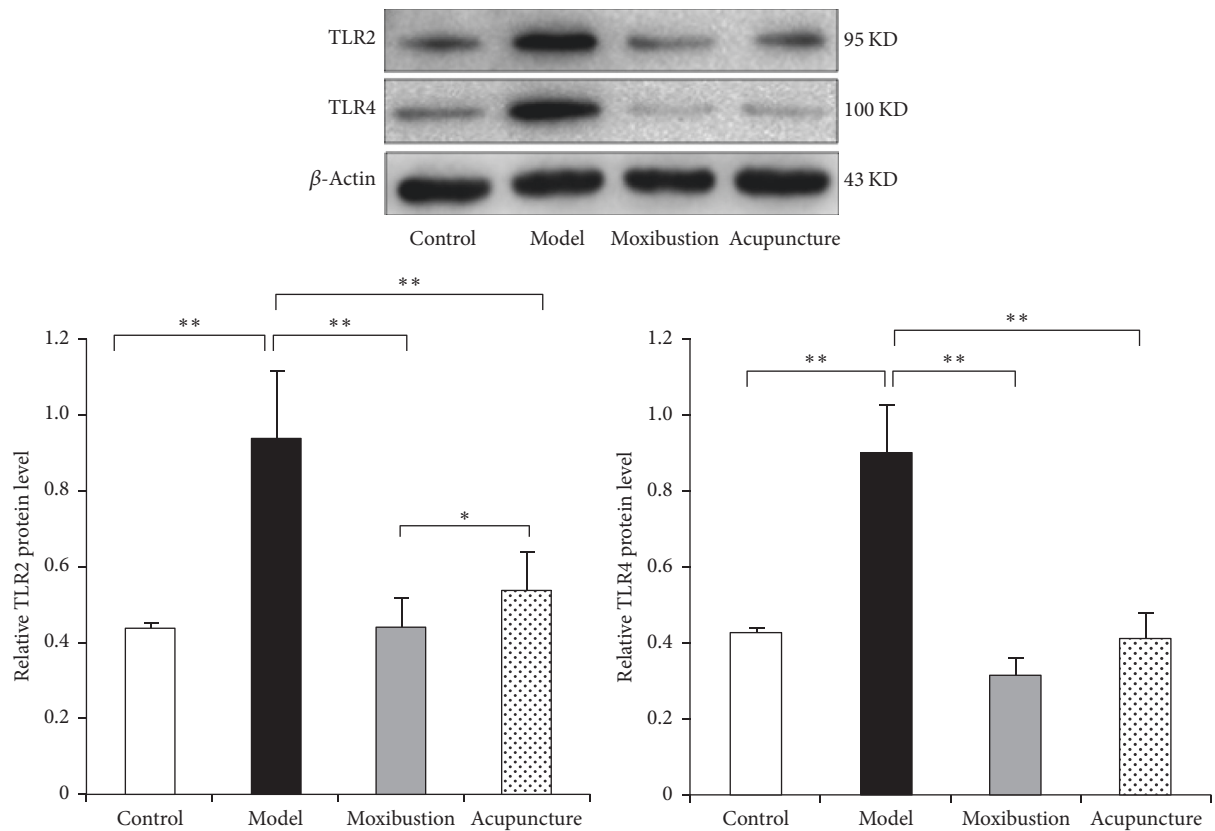 TLR2 95 KD
TLR4 100 KD
β-Actin 43 KD
Control Model Moxibustion Acupuncture
**
** **
*
1.2
1.0
0.8
0.6
0.4
0.2
0
Relative TLR2 protein level
Control Model Moxibustion Acupuncture
**
** **
1.2
1.0
0.8
0.6
0.4
0.2
0
Relative TLR4 protein level
Control Model Moxibustion Acupuncture